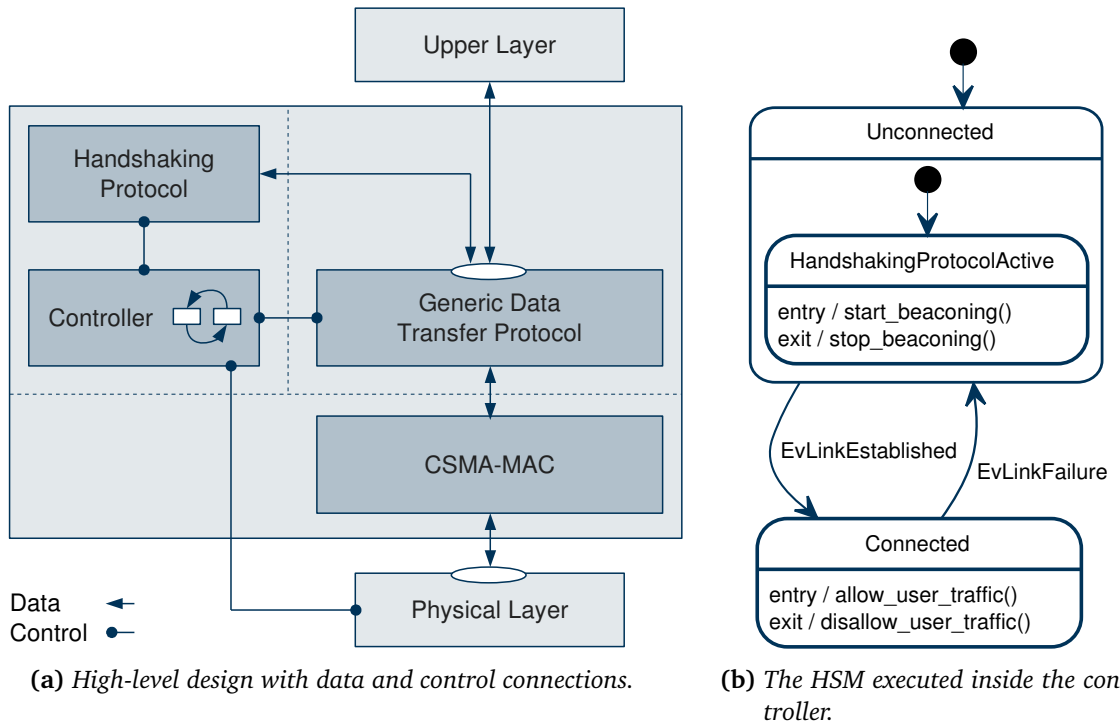 Upper Layer
Handshaking
Protocol
Controller
Generic Data
Transfer Protocol
CSMA-MAC
Physical Layer
Data
Control
(a) High-level design with data and control connections.
Unconnected
HandshakingProtocolActive
entry / start_beaconing()
exit / stop_beaconing()
EvLinkEstablished
EvLinkFailure
Connected
entry / allow_user_traffic()
exit / disallow_user_traffic()
(b) The HSM executed inside the con
troller.